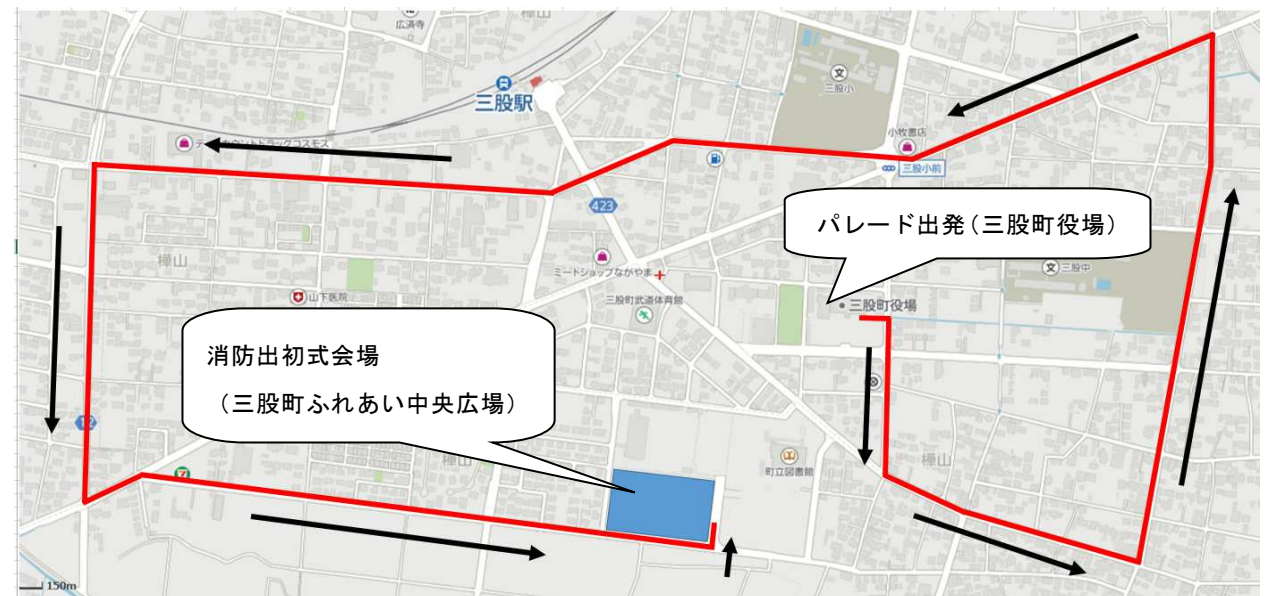 広済寺
樺山
三股駅
三股小
小牧書店
三股小前
423
パレード出発(三股町役場)
三股中
樺山
ミートショップながやま
山下医院
三股町武道体育館
三股町役場
消防出初式会場
(三股町ふれあい中央広場)
12
樺山
町立図書館
樺山
150m